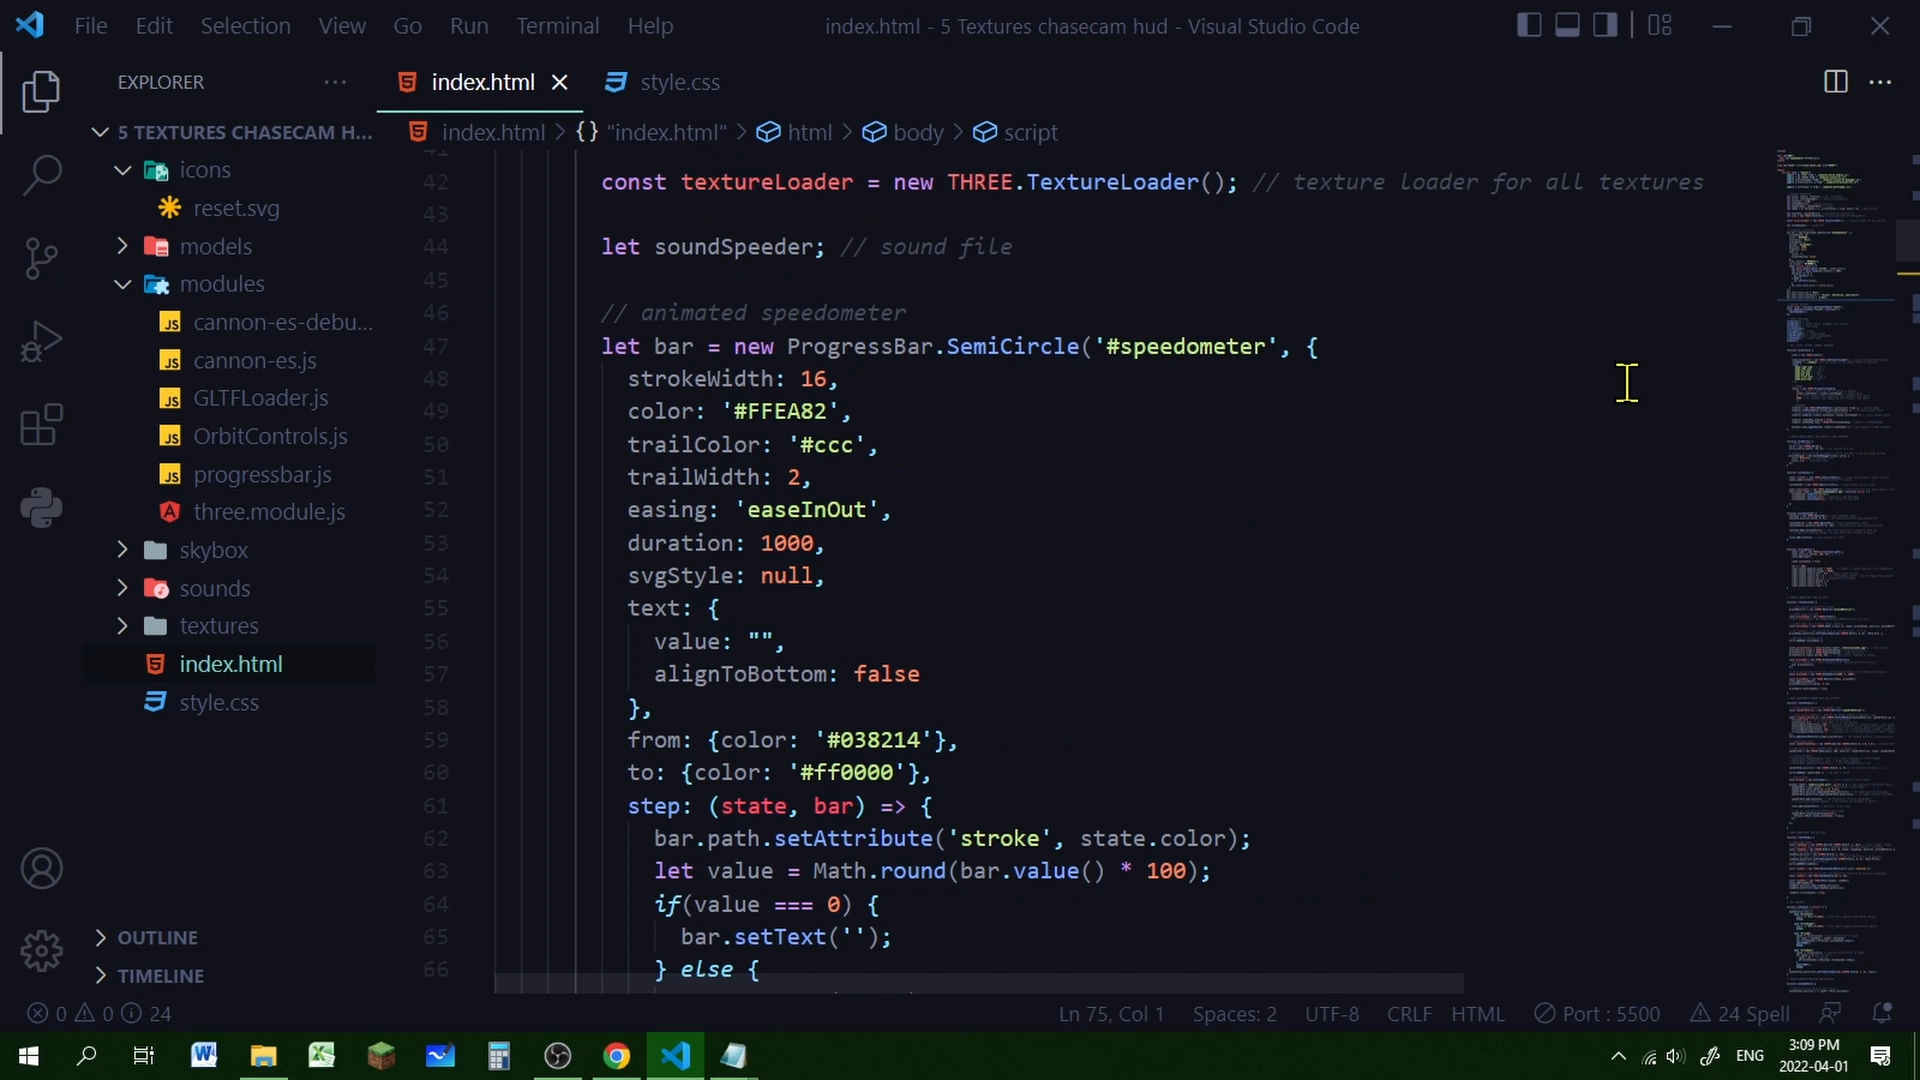 File Edit Selection View Go Run Terminal Help
index.html - 5 Textures chasecam hud - Visual Studio Code
EXPLORER
5 TEXTURES CHASECAM H...
icons
reset.svg
models
modules
cannon-es-debu...
cannon-es.js
GLTFLoader.js
OrbitControls.js
progressbar.js
three.module.js
skybox
sounds
textures
index.html
style.css
OUTLINE
TIMELINE
index.html style.css
index.html > {} "index.html" > html > body > script
41
42 const textureLoader = new THREE.TextureLoader(); // texture loader for all textures
43
44 let soundSpeeder; // sound file
45
46 // animated speedometer
47 let bar = new ProgressBar.SemiCircle('#speedometer', {
48 strokeWidth: 16,
49 color: '#FFEA82',
50 trailColor: '#ccc',
51 trailWidth: 2,
52 easing: 'easeInOut',
53 duration: 1000,
54 svgStyle: null,
55 text: {
56 value: "",
57 alignToBottom: false
58 },
59 from: {color: '#038214'},
60 to: {color: '#ff0000'},
61 step: (state, bar) => {
62 bar.path.setAttribute('stroke', state.color);
63 let value = Math.round(bar.value() * 100);
64 if(value === 0) {
65 bar.setText('');
66 } else {
0 0 24
Ln 75, Col 1 Spaces: 2 UTF-8 CRLF HTML Port : 5500 24 Spell
ENG
3:09 PM
2022-04-01